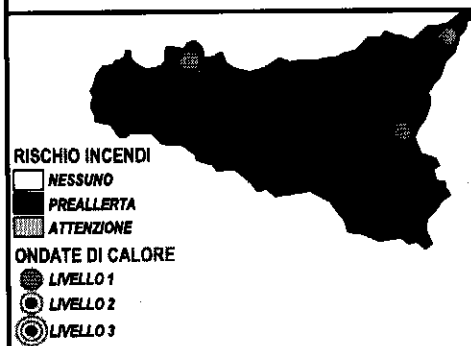 RISCHIO INCENDI
NESSUNO
PREALLERTA
ATTENZIONE
ONDATE DI CALORE
LIVELLO 1
LIVELLO 2
LIVELLO 3